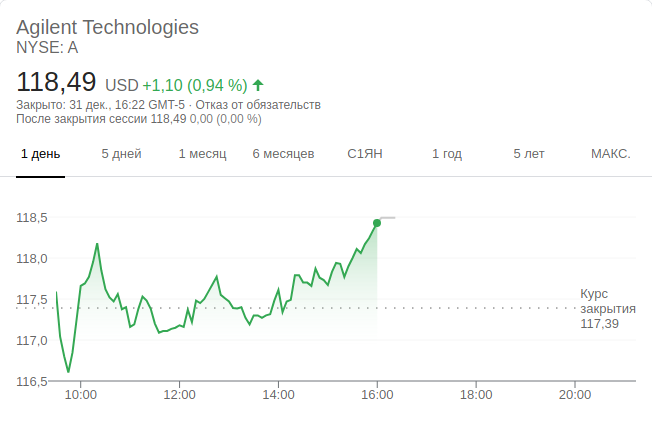 Agilent Technologies
NYSE: A
118,49 USD +1,10 (0,94 %)
Закрыто: 31 дек., 16:22 GMT-5 · Отказ от обязательств
После закрытия сессии 118,49 0,00 (0,00 %)
1 день 5 дней 1 месяц 6 месяцев С1ЯН 1 год 5 лет МАКС.
118,5
118,0
117,5
117,0
116,5
Курс
закрытия
117,39
10:00 12:00 14:00 16:00 18:00 20:00